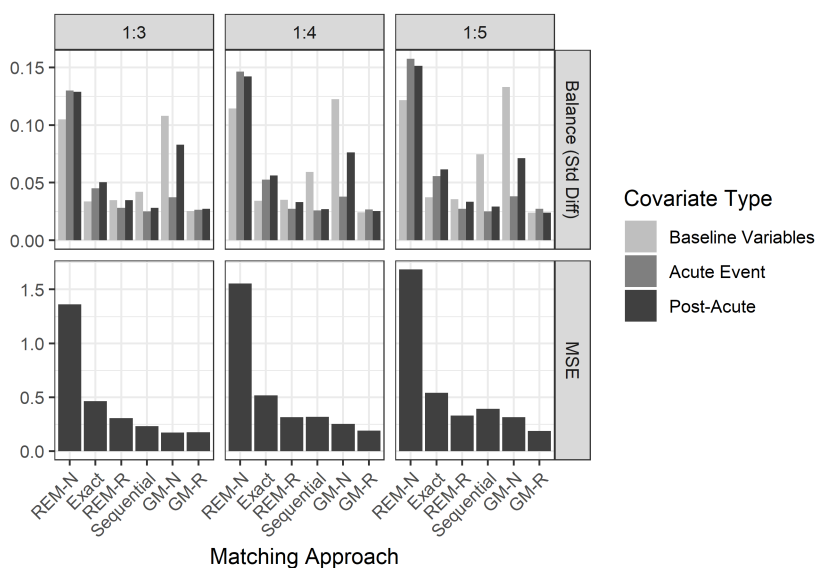 1:3 1:4 1:5
0.15
0.10
0.05
0.00
Balance (Std Diff)
1.5
1.0
0.5
0.0
MSE
REM-N Exact REM-R Sequential GM-N GM-R
REM-N Exact REM-R Sequential GM-N GM-R
REM-N Exact REM-R Sequential GM-N GM-R
Matching Approach
Covariate Type
Baseline Variables
Acute Event
Post-Acute